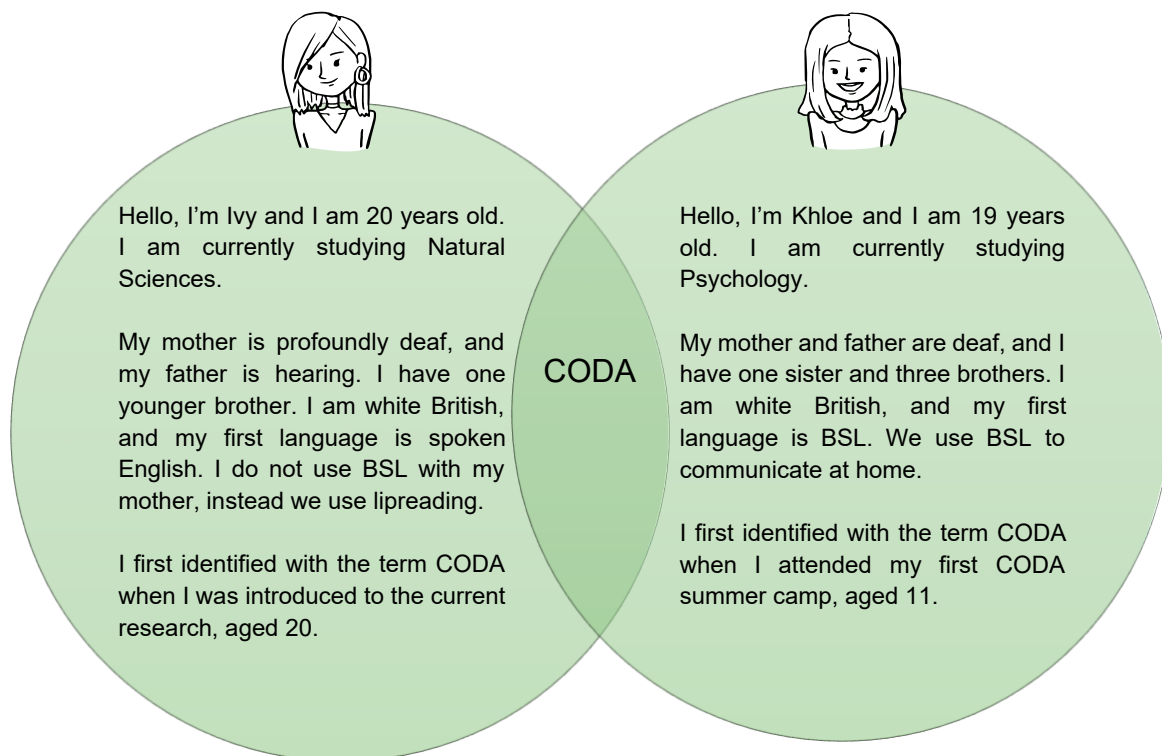 Hello, I’m Ivy and I am 20 years old.
I am currently studying Natural
Sciences.
My mother is profoundly deaf, and
my father is hearing. I have one
younger brother. I am white British,
and my first language is spoken
English. I do not use BSL with my
mother, instead we use lipreading.
I first identified with the term CODA
when I was introduced to the current
research, aged 20.
CODA
Hello, I’m Khloe and I am 19 years
old. I am currently studying
Psychology.
My mother and father are deaf, and I
have one sister and three brothers. I
am white British, and my first
language is BSL. We use BSL to
communicate at home.
I first identified with the term CODA
when I attended my first CODA
summer camp, aged 11.